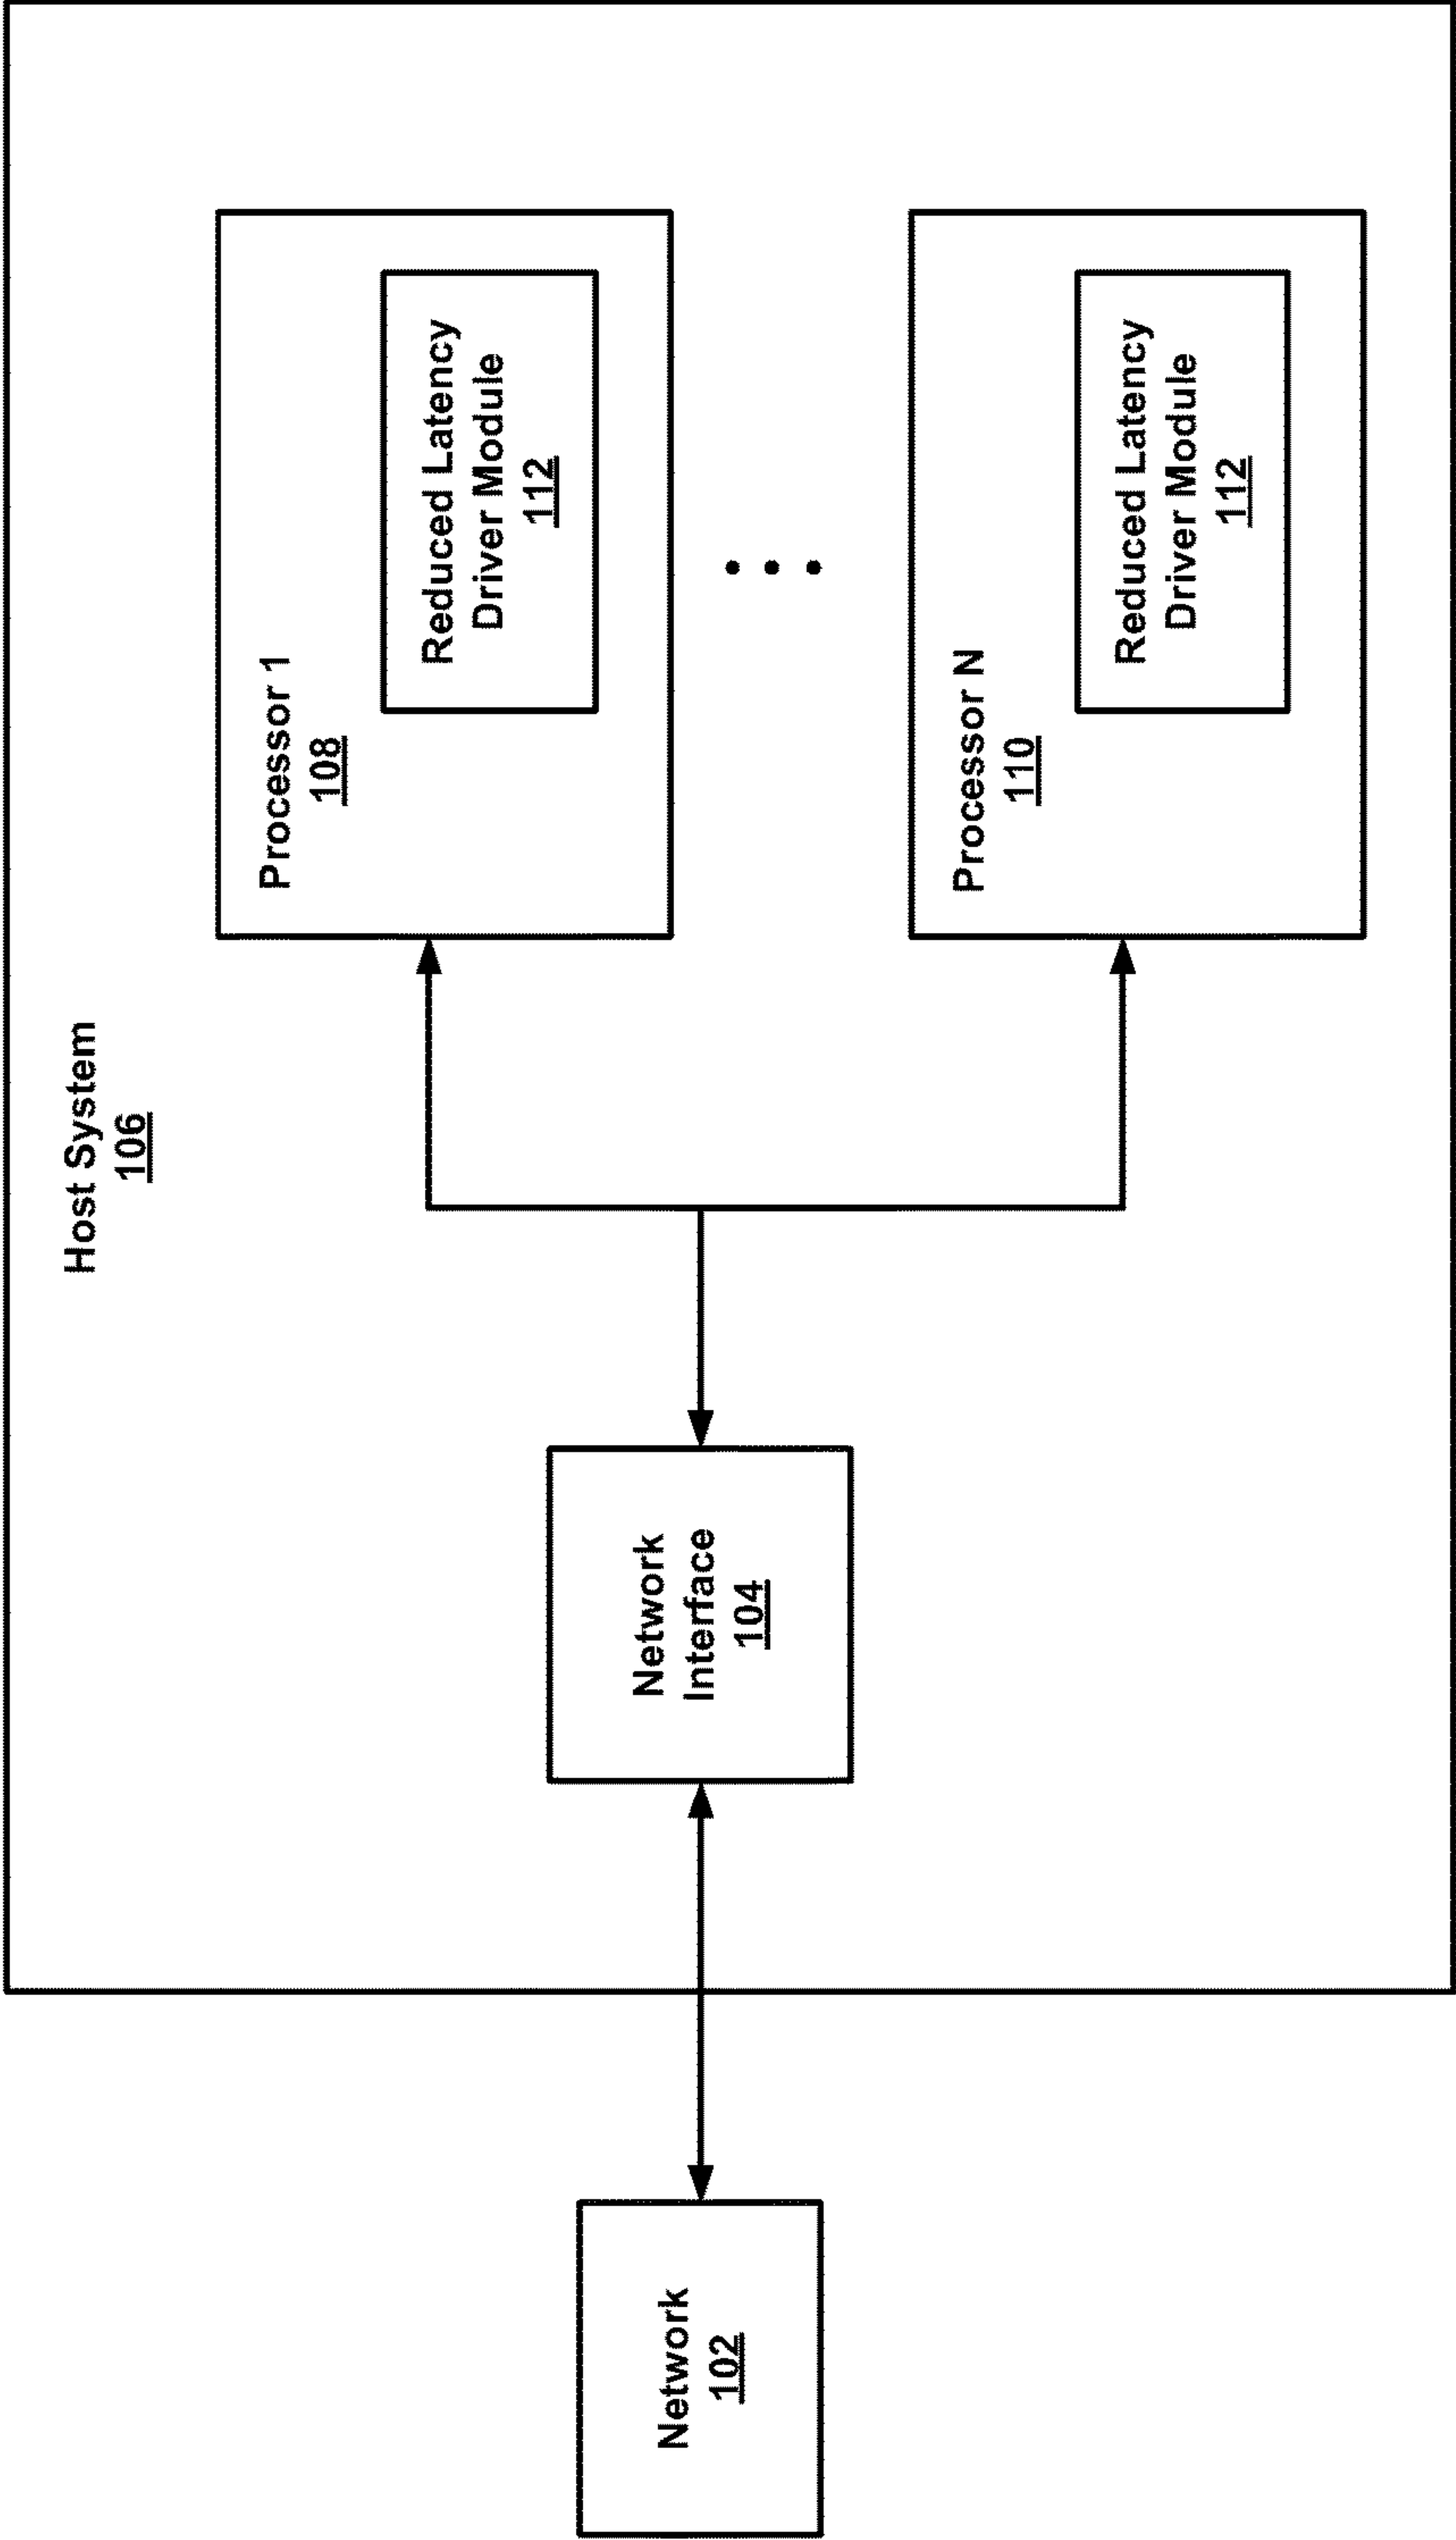 Host System
106
Processor 1
108
Reduced Latency
Driver Module
112
Network
102
Network
Interface
104
Processor N
110
Reduced Latency
Driver Module
112